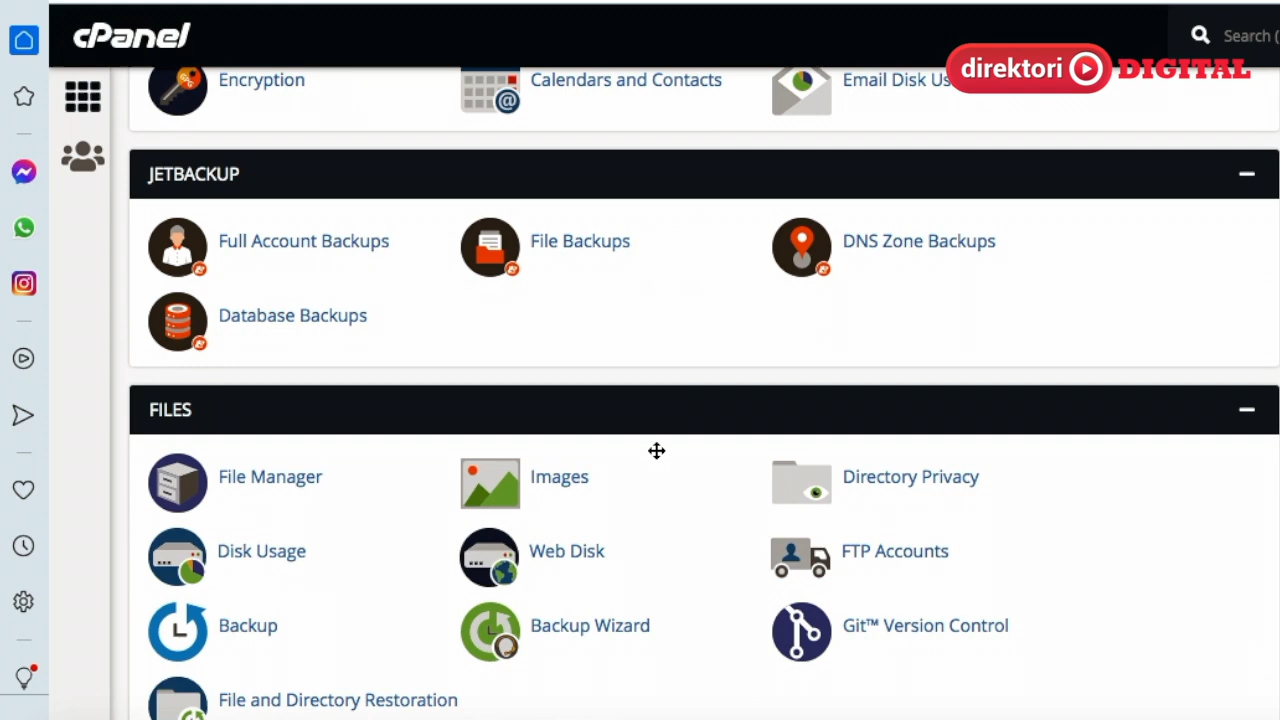 cPanel
Search (
direktori DIGITAL
Encryption
Calendars and Contacts
Email Disk Us
JETBACKUP
Full Account Backups
File Backups
DNS Zone Backups
Database Backups
FILES
File Manager
Images
Directory Privacy
Disk Usage
Web Disk
FTP Accounts
Backup
Backup Wizard
Git™ Version Control
File and Directory Restoration